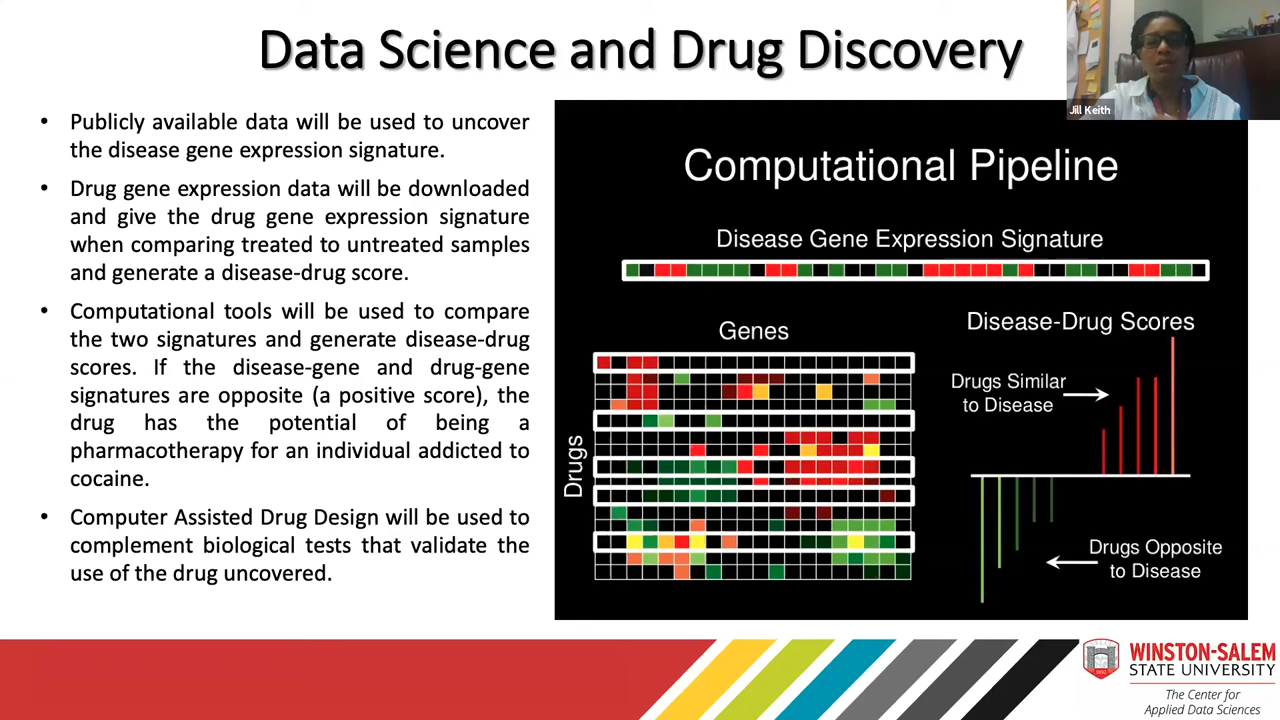 Data Science and Drug Discovery
Jill Keith
• Publicly available data will be used to uncover
the disease gene expression signature.
• Drug gene expression data will be downloaded
and give the drug gene expression signature
when comparing treated to untreated samples
and generate a disease-drug score.
• Computational tools will be used to compare
the two signatures and generate disease-drug
scores. If the disease-gene and drug-gene
signatures are opposite (a positive score), the
drug has the potential of being a
pharmacotherapy for an individual addicted to
cocaine.
• Computer Assisted Drug Design will be used to
complement biological tests that validate the
use of the drug uncovered.
Computational Pipeline
Disease Gene Expression Signature
Genes
Drugs
Disease-Drug Scores
Drugs Similar
to Disease
Drugs Opposite
to Disease
WINSTON-SALEM
STATE UNIVERSITY
The Center for
Applied Data Sciences